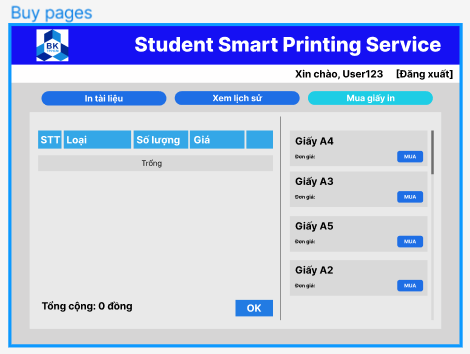 Buy pages
BK
Student Smart Printing Service
Xin chào, User123 [Đăng xuất]
In tài liệu
Xem lịch sử
Mua giấy in
STT Loại Số lượng Giá
Trống
Tổng cộng: 0 đồng
OK
Giấy A4
Đơn giá:
MUA
Giấy A3
Đơn giá:
MUA
Giấy A5
Đơn giá:
MUA
Giấy A2
Đơn giá:
MUA